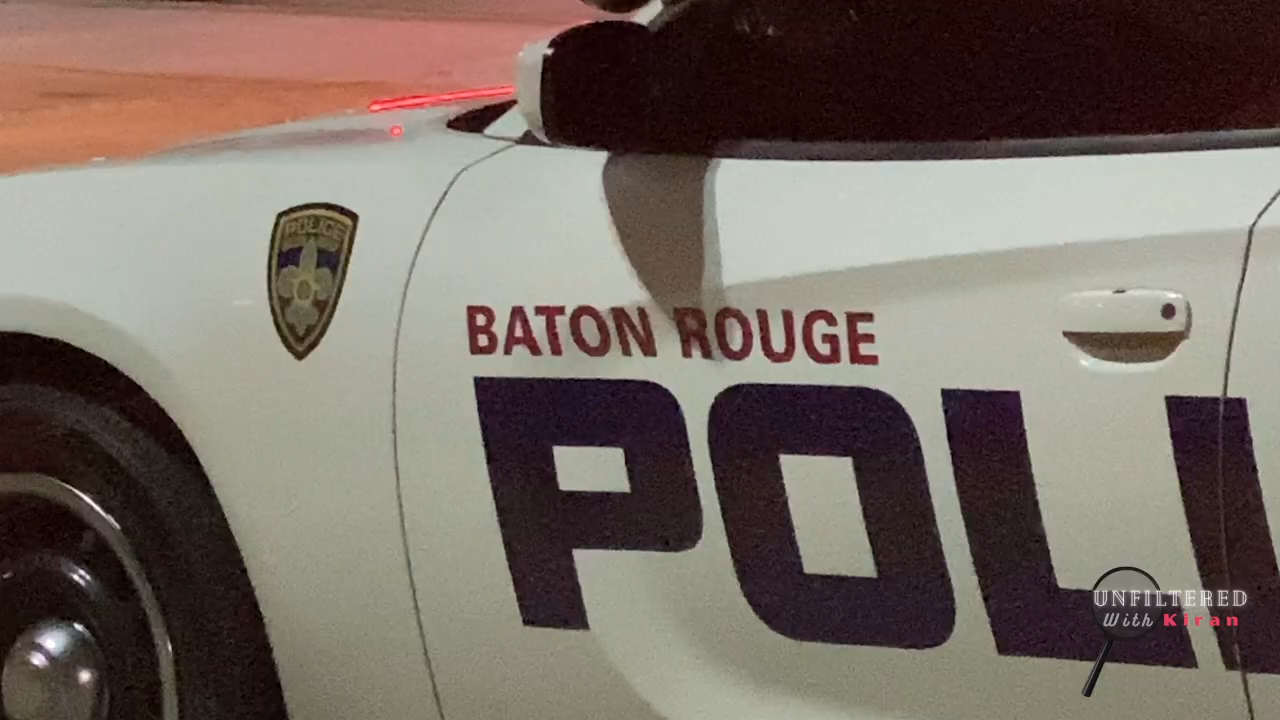 POLICE
BATON ROUGE
POLI
UNFILTERED
With Kiran